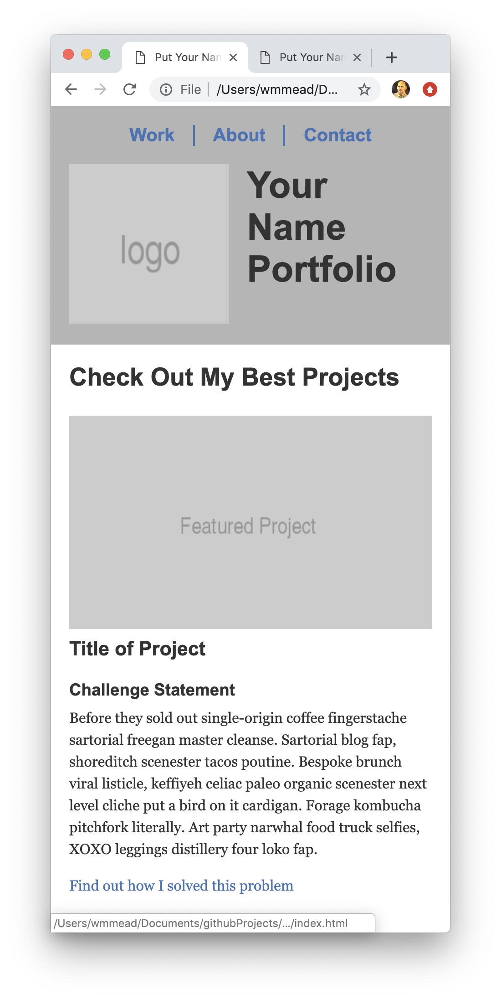 Put Your Nam
Put Your Nar
File
/Users/wmmead/D...
Work
About
Contact
logo
Your
Name
Portfolio
Check Out My Best Projects
Featured Project
Title of Project
Challenge Statement
Before they sold out single-origin coffee fingerstache
sartorial freegan master cleanse. Sartorial blog fap,
shoreditch scenester tacos poutine. Bespoke brunch
viral listicle, keffiyeh celiac paleo organic scenester next
level cliche put a bird on it cardigan. Forage kombucha
pitchfork literally. Art party narwhal food truck selfies,
XOXO leggings distillery four loko fap.
Find out how I solved this problem
/Users/wmmead/Documents/githubProjects/.../index.html